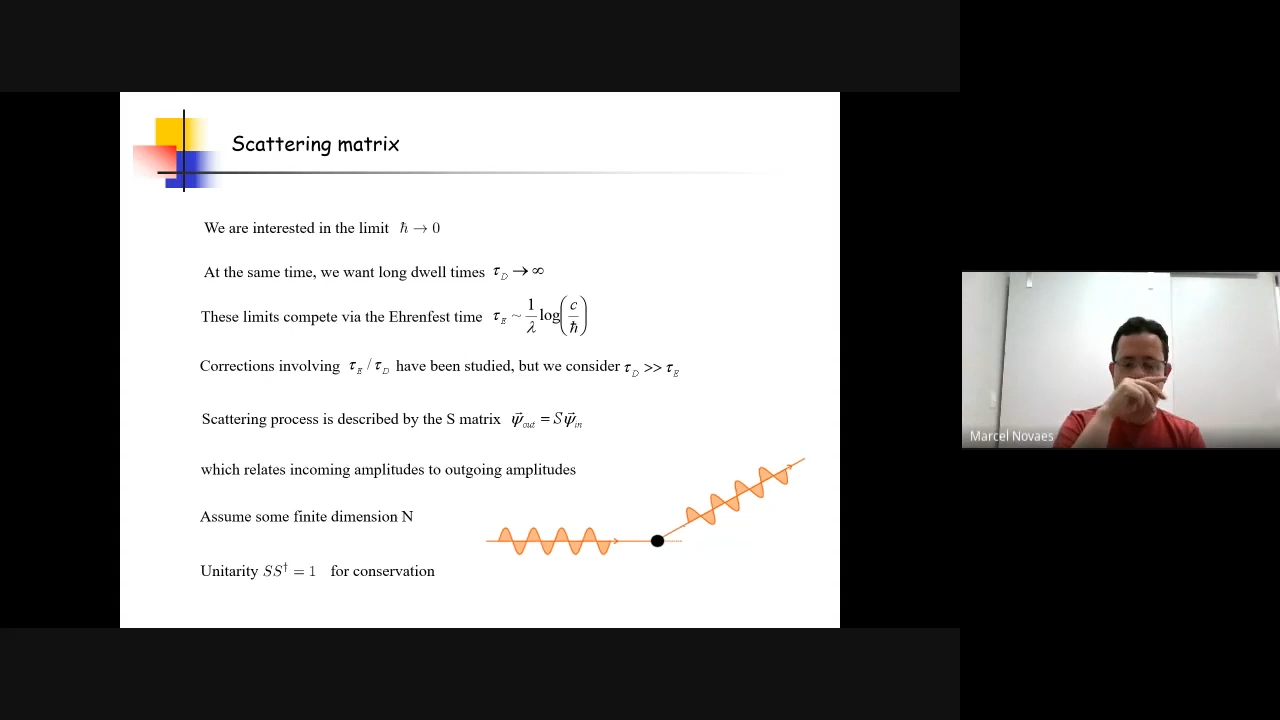 Scattering matrix
We are interested in the limit ℏ → 0
At the same time, we want long dwell times τ_D → ∞
These limits compete via the Ehrenfest time τ_E ~ 1/λ log(c/ℏ)
Corrections involving τ_E / τ_D have been studied, but we consider τ_D >> τ_E
Scattering process is described by the S matrix ψ⃗_out = Sψ⃗_in
which relates incoming amplitudes to outgoing amplitudes
Assume some finite dimension N
Unitarity SS† = 1 for conservation
Marcel Novaes